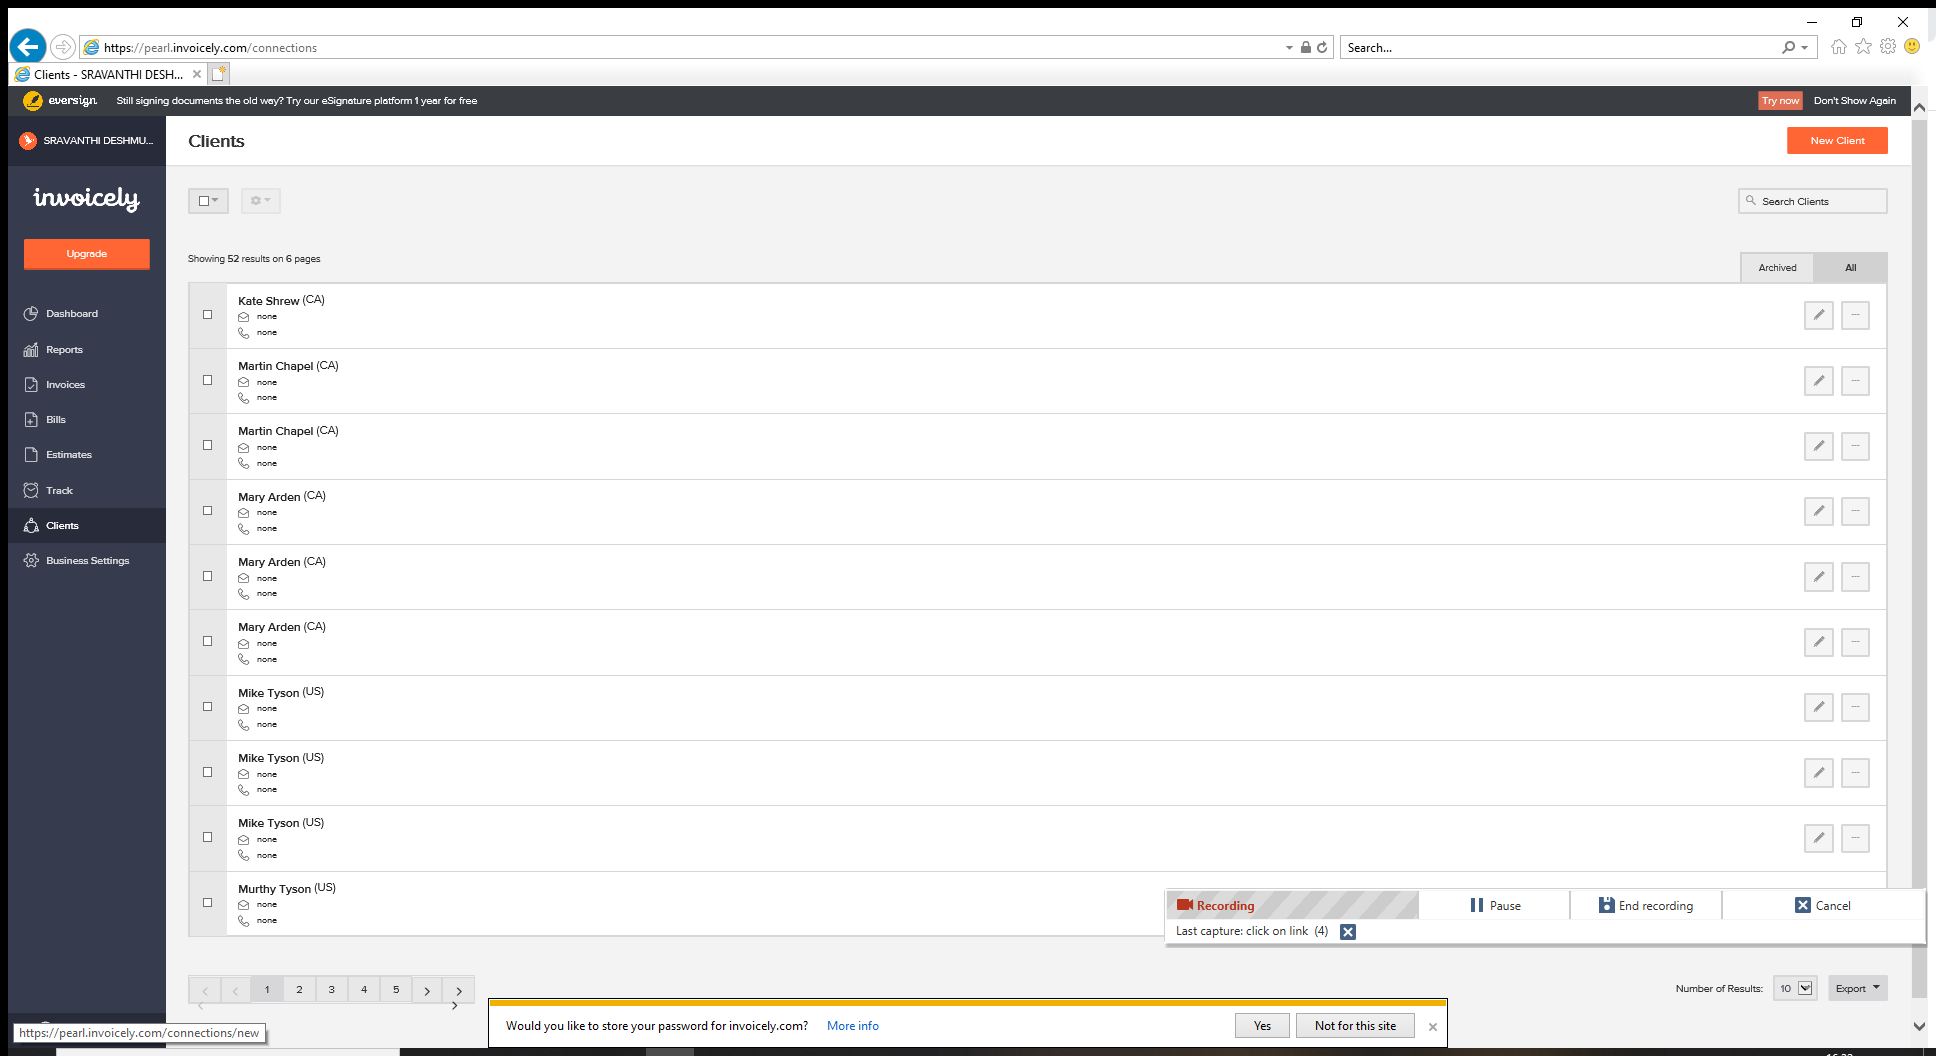 https://pearl.invoicely.com/connections
Search...
Clients - SRAVANTHI DESH...
eversign Still signing documents the old way? Try our eSignature platform 1 year for free
Try now Don't Show Again
SRAVANTHI DESHMU...
Clients
New Client
invoicely
Upgrade
Dashboard
Reports
Invoices
Bills
Estimates
Track
Clients
Business Settings
Search Clients
Showing 52 results on 6 pages
Archived All
Kate Shrew (CA)
none
none
Martin Chapel (CA)
none
none
Martin Chapel (CA)
none
none
Mary Arden (CA)
none
none
Mary Arden (CA)
none
none
Mary Arden (CA)
none
none
Mike Tyson (US)
none
none
Mike Tyson (US)
none
none
Mike Tyson (US)
none
none
Murthy Tyson (US)
none
none
Recording Pause End recording Cancel
Last capture: click on link (4)
1 2 3 4 5
Number of Results: 10 Export
Would you like to store your password for invoicely.com? More info Yes Not for this site
https://pearl.invoicely.com/connections/new